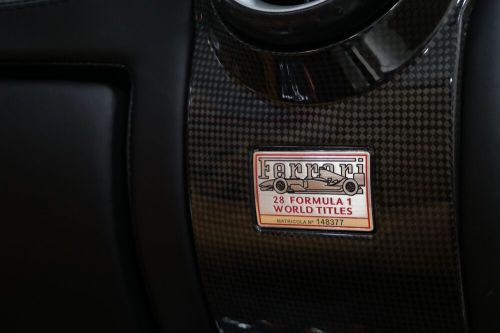 Ferrari
28 FORMULA 1
WORLD TITLES
MATRICOLA Nº 148377